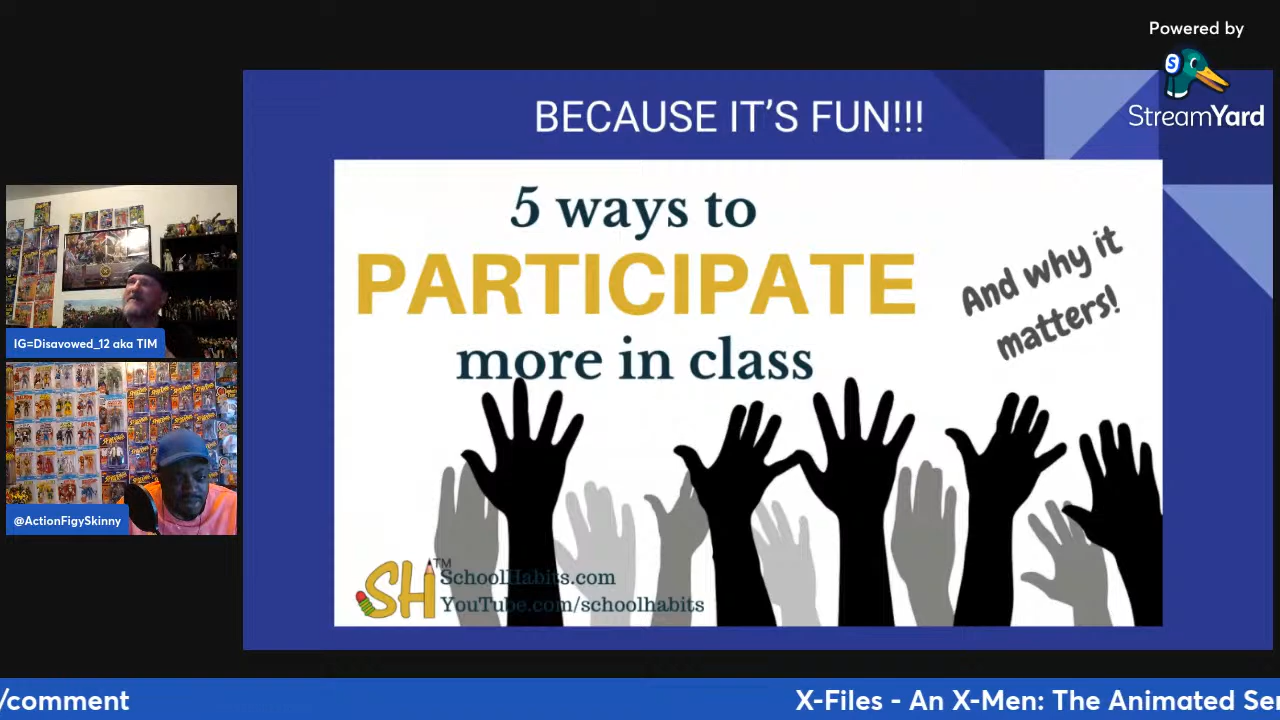 Powered by
StreamYard
BECAUSE IT'S FUN!!!
5 ways to
PARTICIPATE
more in class
And why it
matters!
SH™
SchoolHabits.com
YouTube.com/schoolhabits
IG=Disavowed_12 aka TIM
@ActionFigySkinny
/comment
X-Files - An X-Men: The Animated Ser